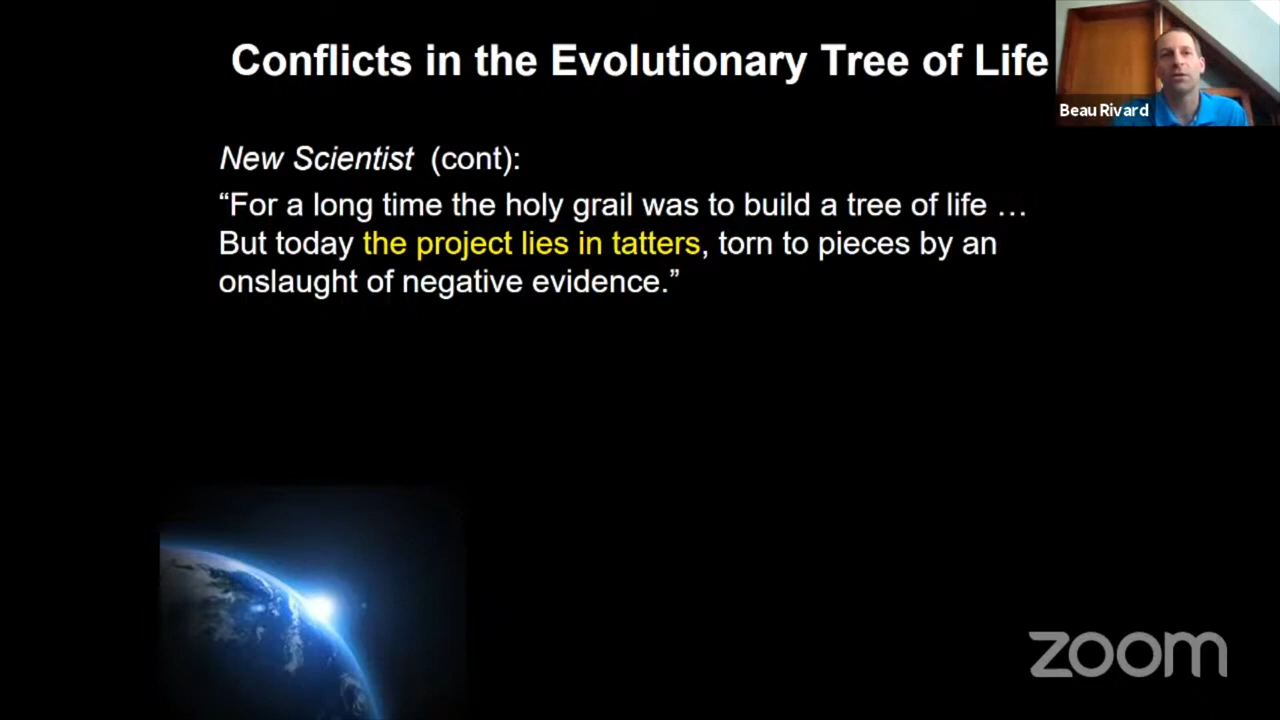 Conflicts in the Evolutionary Tree of Life
Beau Rivard
New Scientist (cont):
“For a long time the holy grail was to build a tree of life …
But today the project lies in tatters, torn to pieces by an
onslaught of negative evidence.”
zoom